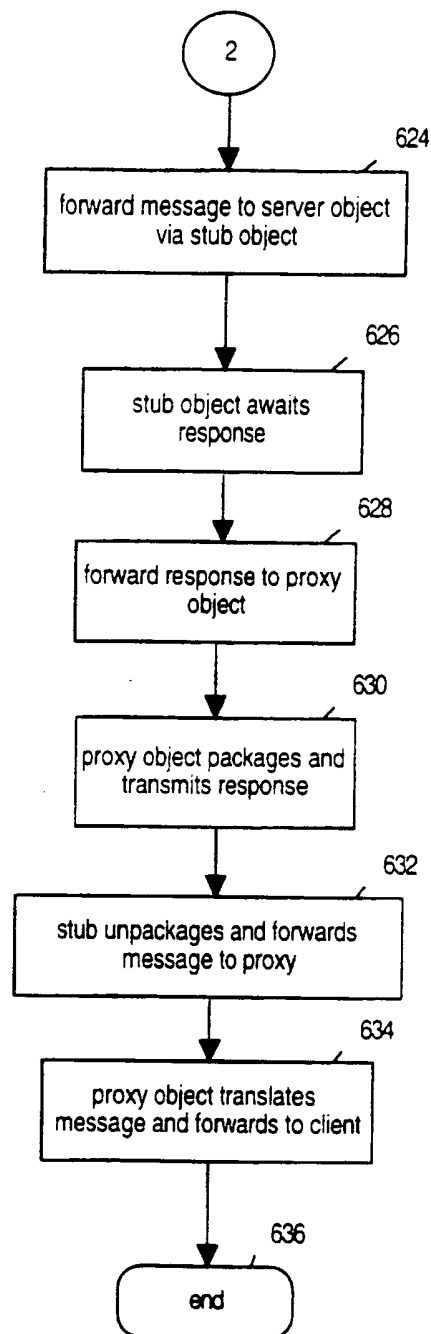 2
624
forward message to server object
via stub object
626
stub object awaits
response
628
forward response to proxy
object
630
proxy object packages and
transmits response
632
stub unpackages and forwards
message to proxy
634
proxy object translates
message and forwards to client
636
end